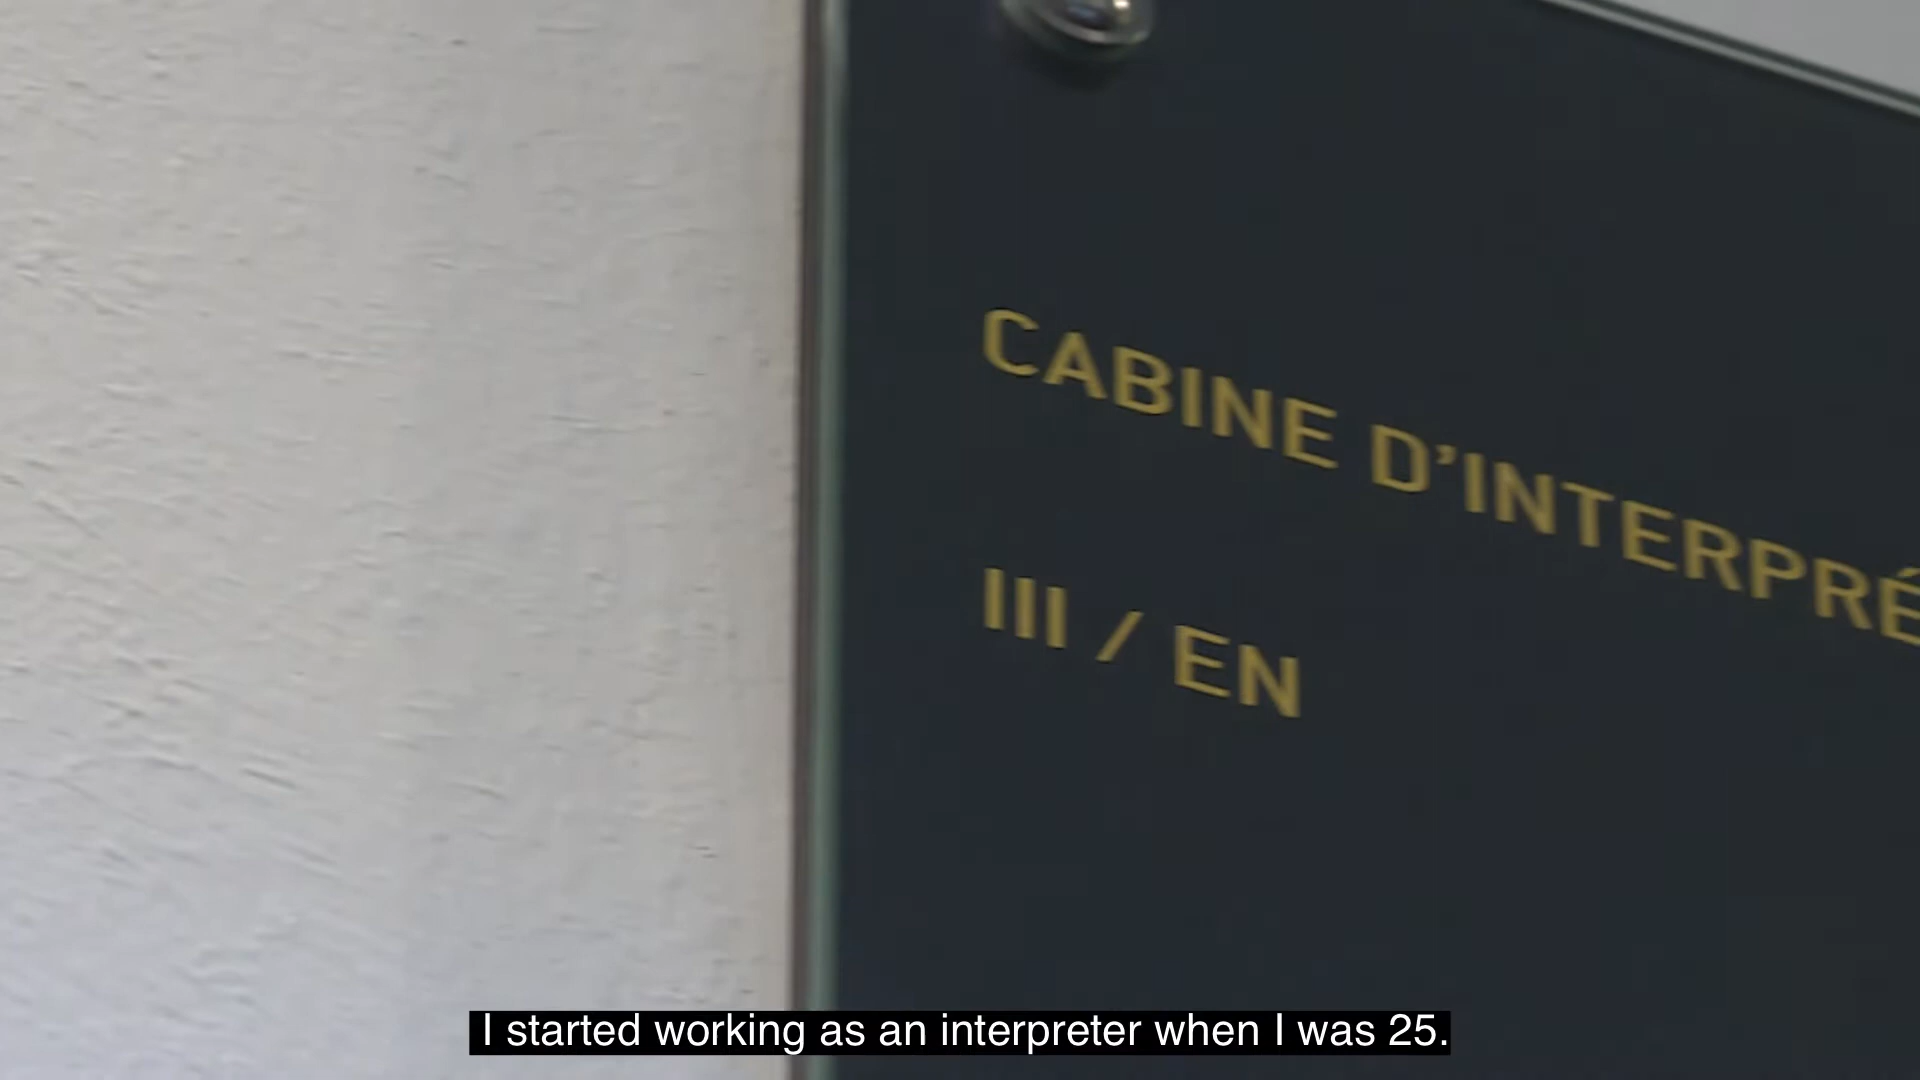 CABINE D'INTERPRÉ
III / EN
I started working as an interpreter when I was 25.